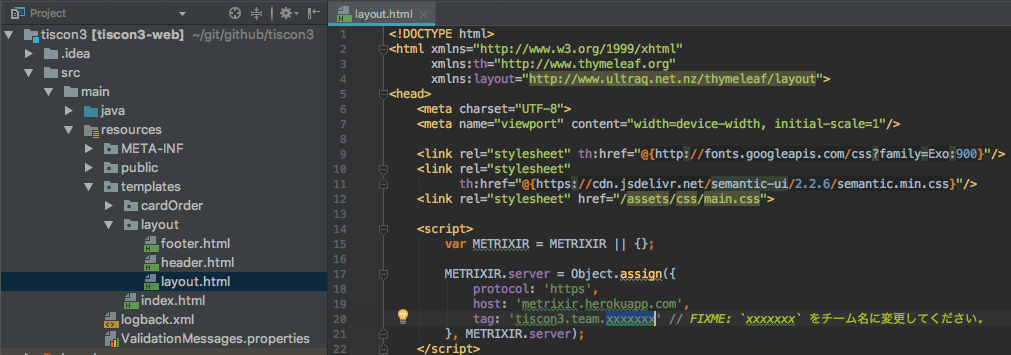 Project
tiscon3 [tiscon3-web] ~/git/github/tiscon3
.idea
src
main
java
resources
META-INF
public
templates
cardOrder
layout
footer.html
header.html
layout.html
index.html
logback.xml
ValidationMessages.properties
layout.html
1 <!DOCTYPE html>
2 <html xmlns="http://www.w3.org/1999/xhtml"
3 xmlns:th="http://www.thymeleaf.org"
4 xmlns:layout="http://www.ultraq.net.nz/thymeleaf/layout">
5 <head>
6 <meta charset="UTF-8">
7 <meta name="viewport" content="width=device-width, initial-scale=1"/>
8
9 <link rel="stylesheet" th:href="@{http://fonts.googleapis.com/css?family=Exo:900}"/>
10 <link rel="stylesheet"
11 th:href="@{https://cdn.jsdelivr.net/semantic-ui/2.2.6/semantic.min.css}"/>
12 <link rel="stylesheet" href="/assets/css/main.css">
13
14 <script>
15 var METRIXIR = METRIXIR || {};
16
17 METRIXIR.server = Object.assign({
18 protocol: 'https',
19 host: 'metrixir.herokuapp.com',
20 tag: 'tiscon3.team.xxxxxxx' // FIXME: `xxxxxxx` をチーム名に変更してください.
21 }, METRIXIR.server);
22 </script>